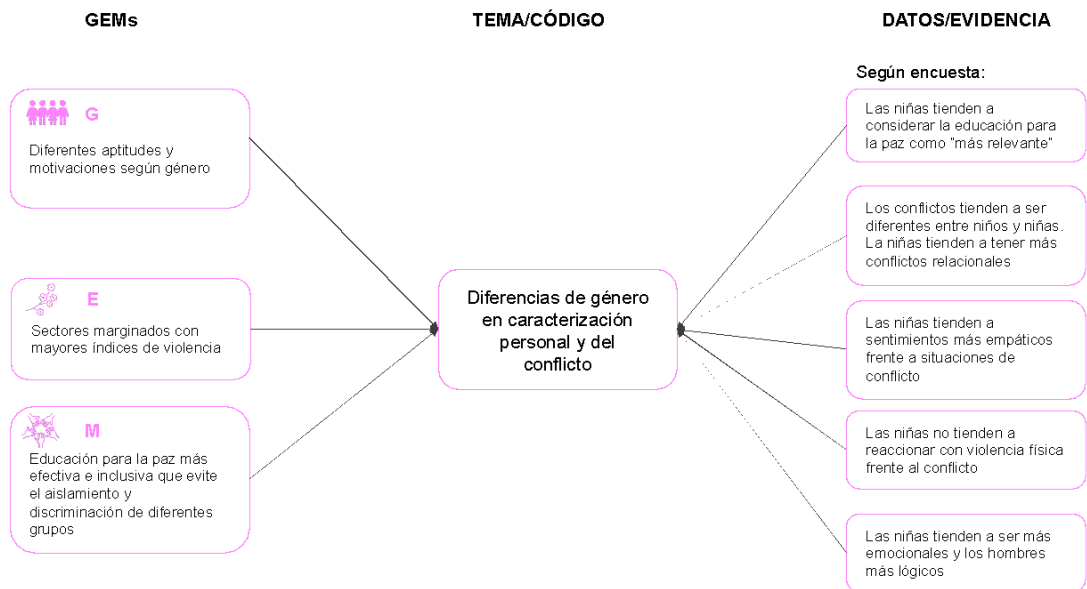 GEMs
TEMA/CÓDIGO
DATOS/EVIDENCIA
G
Diferentes aptitudes y
motivaciones según género
E
Sectores marginados con
mayores índices de violencia
M
Educación para la paz más
efectiva e inclusiva que evite
el aislamiento y
discriminación de diferentes
grupos
Diferencias de género
en caracterización
personal y del
conflicto
Según encuesta:
Las niñas tienden a
considerar la educación para
la paz como "más relevante"
Los conflictos tienden a ser
diferentes entre niños y niñas.
La niñas tienden a tener más
conflictos relacionales
Las niñas tienden a
sentimientos más empáticos
frente a situaciones de
conflicto
Las niñas no tienden a
reaccionar con violencia física
frente al conflicto
Las niñas tienden a ser más
emocionales y los hombres
más lógicos